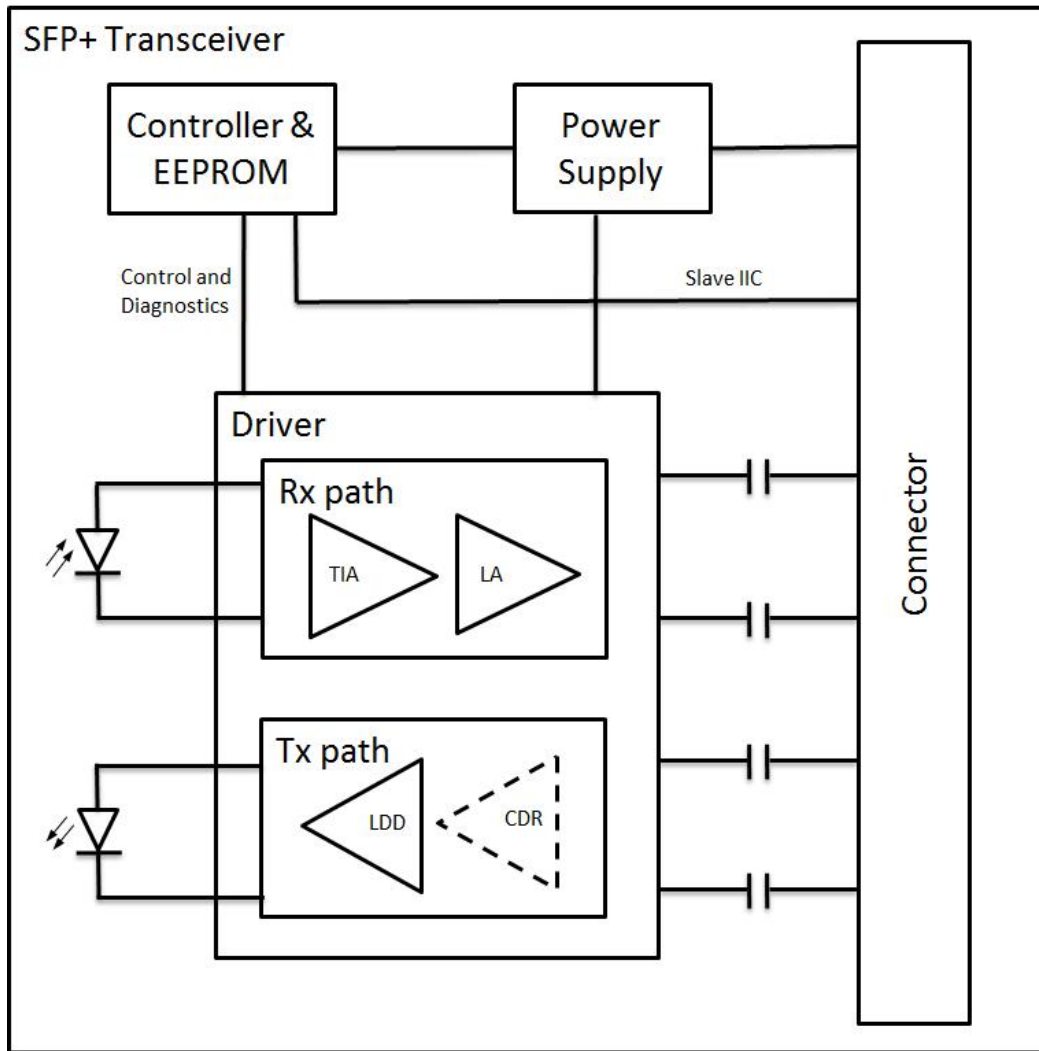 SFP+ Transceiver
Controller &
EEPROM
Power
Supply
Control and
Diagnostics
Slave IIC
Driver
Rx path
TIA
LA
Tx path
LDD
CDR
Connector